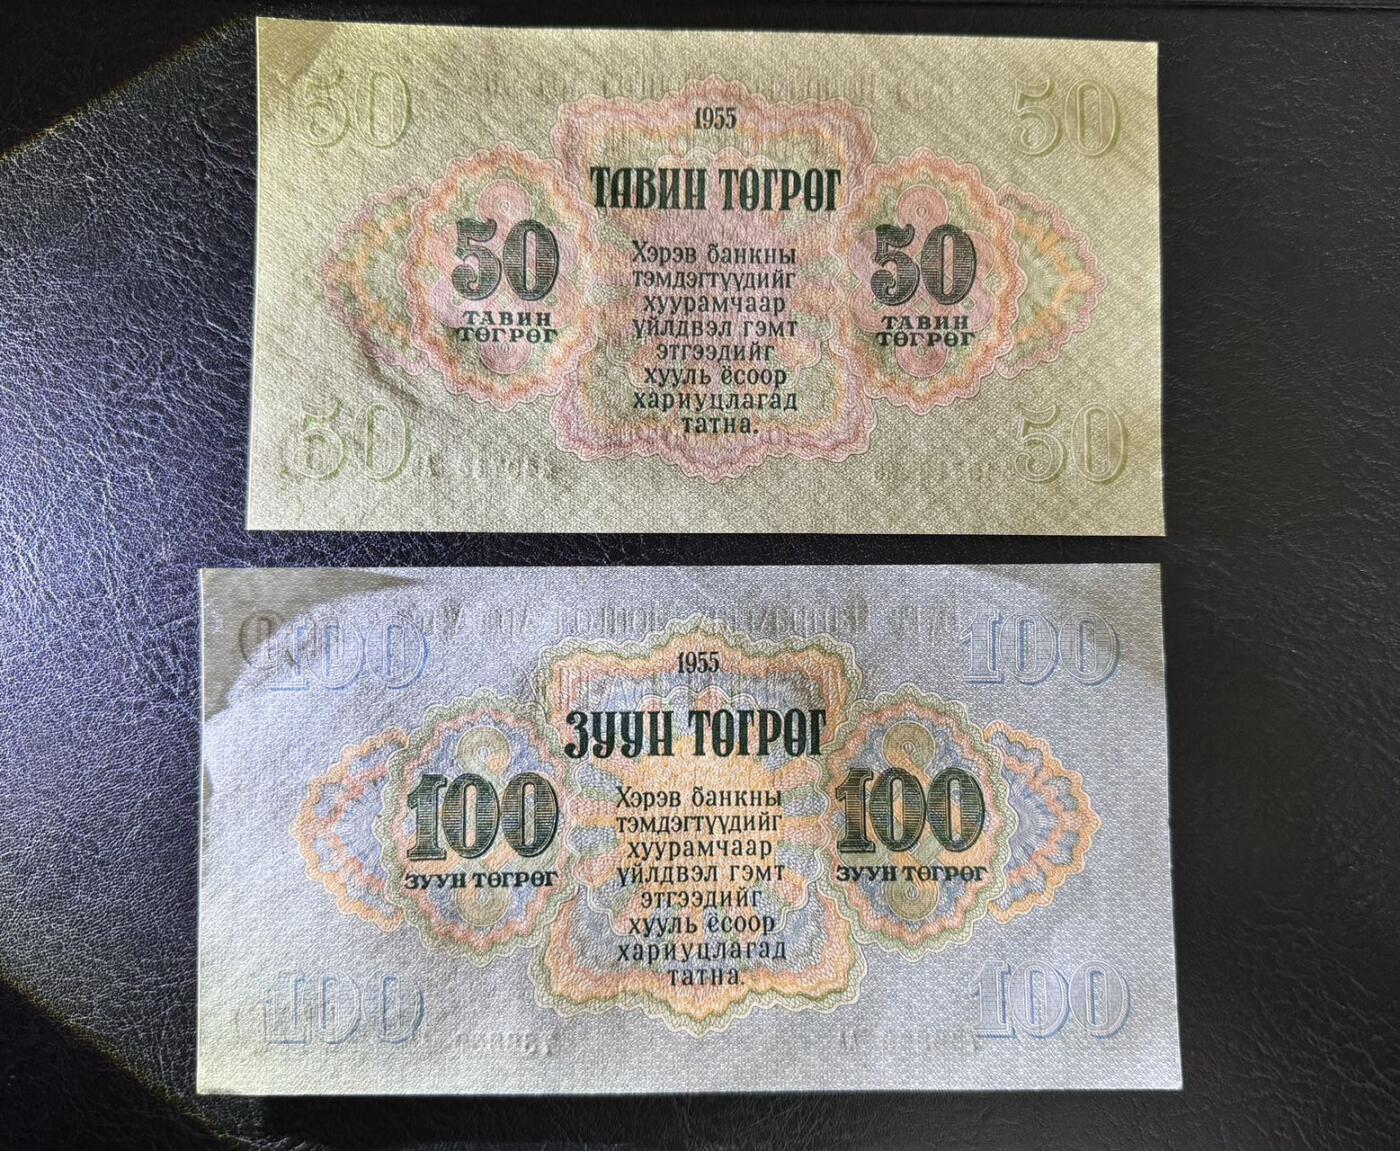 50 50
1955
ТАВИН ТӨГРӨГ
50 50
ТАВИН ТӨГРӨГ
ТАВИН ТӨГРӨГ
Хэрэв банкны
тэмдэгтүүдийг
хуурамчаар
үйлдвэл гэмт
этгээдийг
хууль ёсоор
хариуцлагад
татна.
50 50
100 100
1955
ЗУУН ТӨГРӨГ
100 100
ЗУУН ТӨГРӨГ ЗУУН ТӨГРӨГ
Хэрэв банкны
тэмдэгтүүдийг
хуурамчаар
үйлдвэл гэмт
этгээдийг
хууль ёсоор
хариуцлагад
татна.
100 100